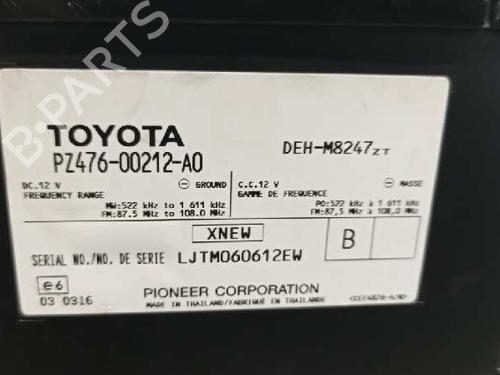 TOYOTA
PZ476-00212-A0
DEH-M8247ZT
DC.12 V ⊖ GROUND
FREQUENCY RANGE
MW:522 kHz to 1 611 kHz
FM:87.5 MHz to 108.0 MHz
C.C.12 V ⊖ MASSE
GAMME DE FREQUENCE
PO:522 kHz à 1 611 kHz
FM:87,5 MHz à 108,0 MHz
XNEW
B
SERIAL NO./NO. DE SERIE LJTM060612EW
e6
03 0316
PIONEER CORPORATION
MADE IN THAILAND/FABRIQUÉ EN THAILANDE
B-PARTS